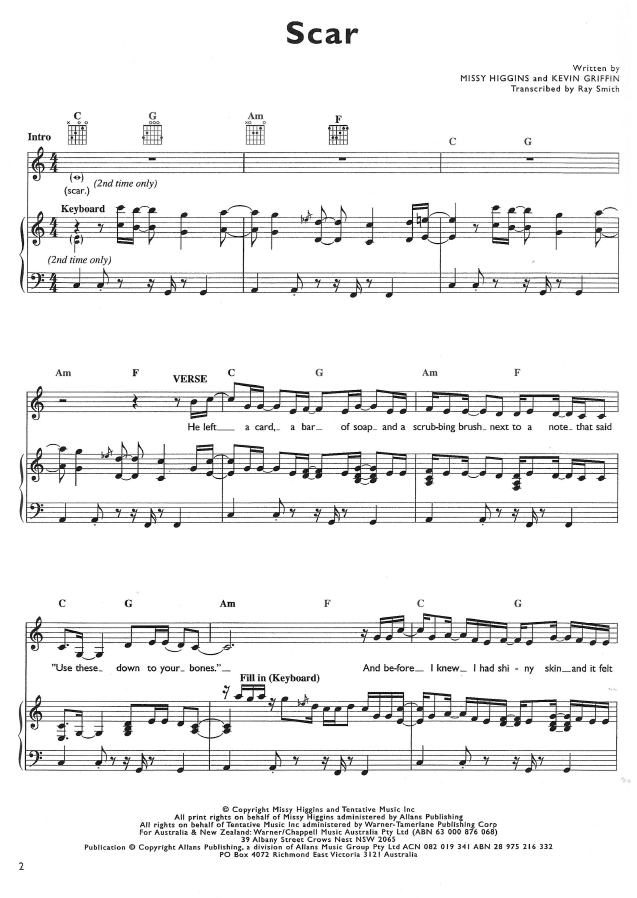 Scar
Written by
MISSY HIGGINS and KEVIN GRIFFIN
Transcribed by Ray Smith
C G Am F
Intro
C G
(scar.) (2nd time only)
Keyboard
(2nd time only)
Am F VERSE C G Am F
He left a card, a bar of soap and a scrub-bing brush next to a note that said
C G Am F C G
"Use these down to your bones." And be-fore I knew I had shi - ny skin and it felt
Fill in (Keyboard)
© Copyright Missy Higgins and Tentative Music Inc
All print rights on behalf of Missy Higgins administered by Allans Publishing
All rights on behalf of Tentative Music Inc administered by Warner-Tamerlane Publishing Corp
For Australia & New Zealand: Warner/Chappell Music Australia Pty Ltd (ABN 63 000 876 068)
39 Albany Street Crows Nest NSW 2065
Publication © Copyright Allans Publishing, a division of Allans Music Group Pty Ltd ACN 082 019 341 ABN 28 975 216 332
PO Box 4072 Richmond East Victoria 3121 Australia
2